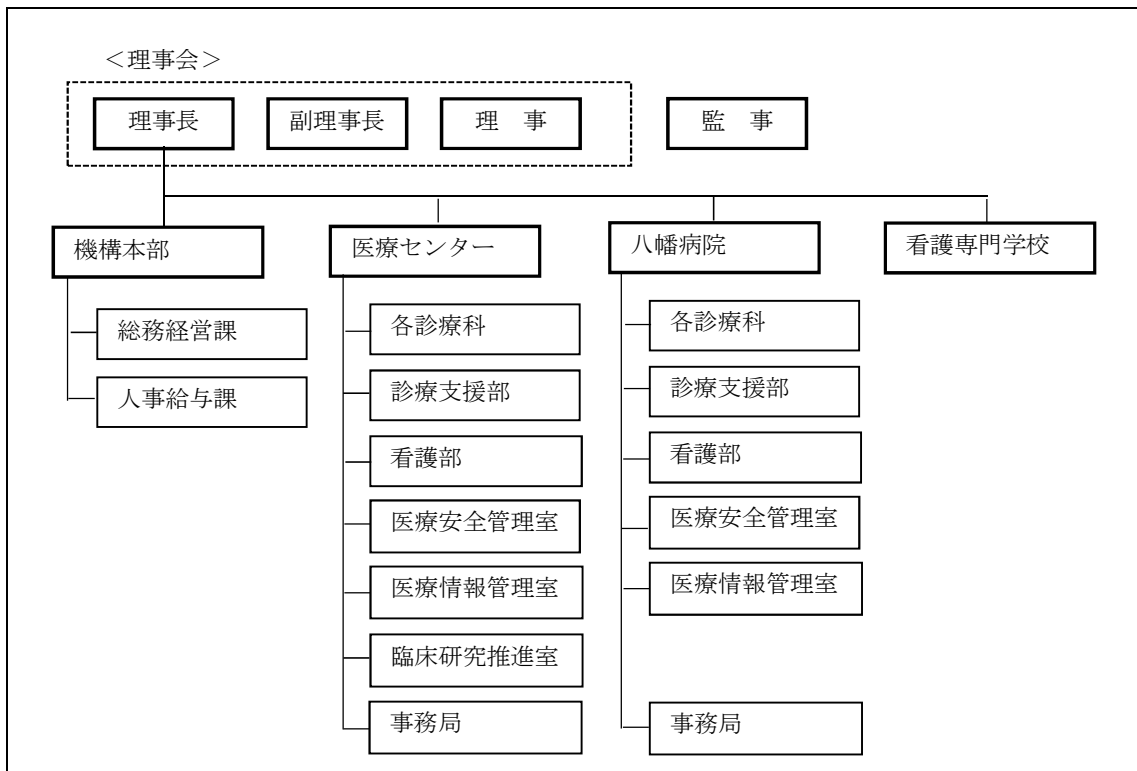 ＜理事会＞
理事長
副理事長
理　事
監　事
機構本部
医療センター
八幡病院
看護専門学校
総務経営課
人事給与課
各診療科
診療支援部
看護部
医療安全管理室
医療情報管理室
臨床研究推進室
事務局
各診療科
診療支援部
看護部
医療安全管理室
医療情報管理室
事務局